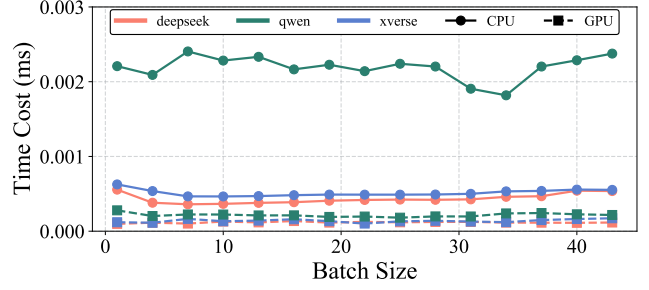 0.003
deepseek qwen xverse CPU GPU
0.002
0.001
0.000
Time Cost (ms)
0 10 20 30 40
Batch Size